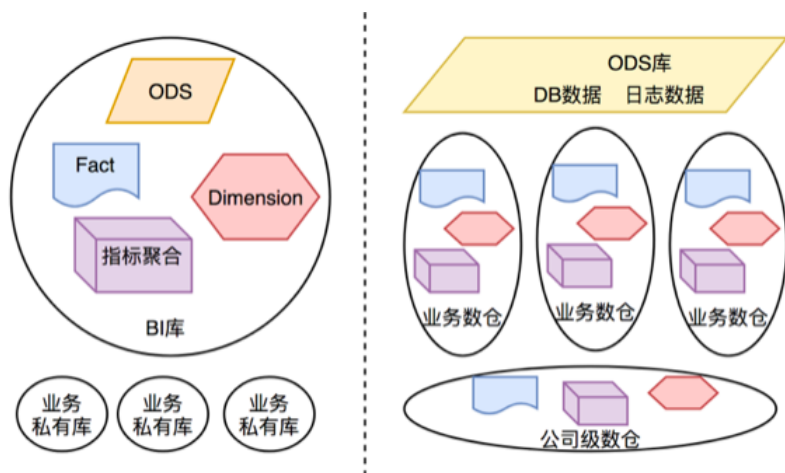 ODS
Fact
Dimension
指标聚合
BI库
业务
私有库
业务
私有库
业务
私有库
ODS库
DB数据 日志数据
业务数仓
业务数仓
业务数仓
公司级数仓